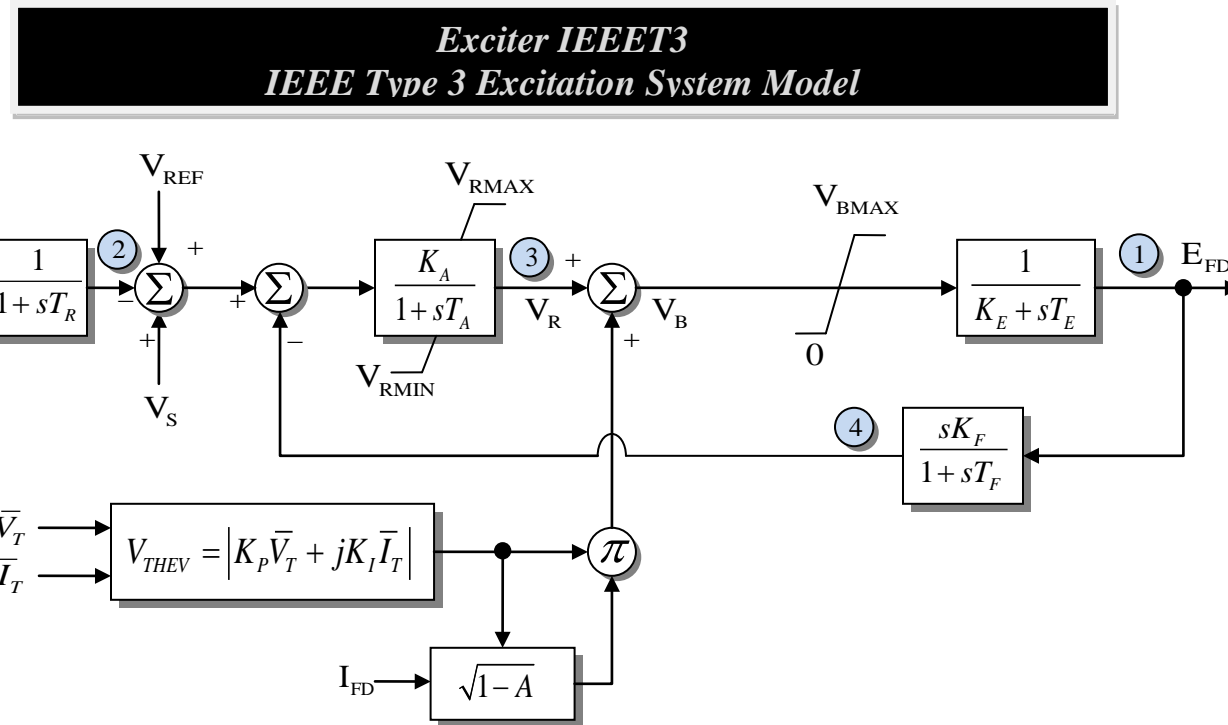 Exciter IEEET3
IEEE Type 3 Excitation System Model
V_REF
V_RMAX
V_BMAX
2
+
3
+
1
E_FD
1
1 + sT_R
−
Σ
+
Σ
K_A
1 + sT_A
V_R
Σ
V_B
1
K_E + sT_E
+
−
+
0
V_RMIN
V_S
4
sK_F
1 + sT_F
V̅_T
I̅_T
V_THEV = |K_P V̅_T + jK_I I̅_T|
π
I_FD
√(1 − A)